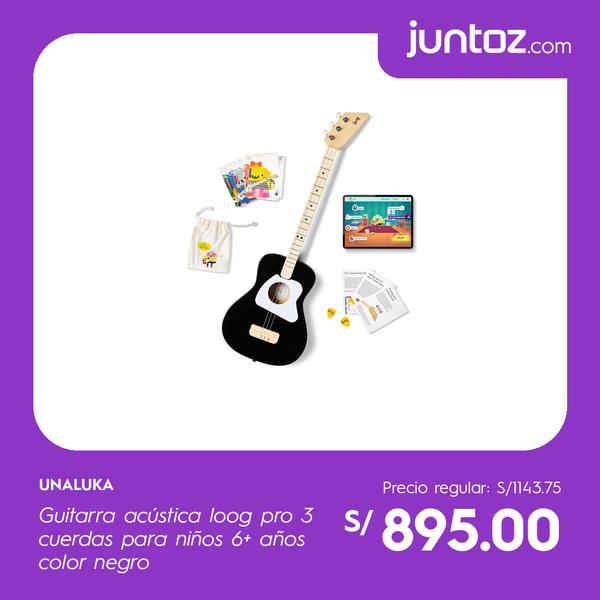 juntoz.com
UNALUKA
Guitarra acústica loog pro 3
cuerdas para niños 6+ años
color negro
Precio regular: S/1143.75
S/ 895.00